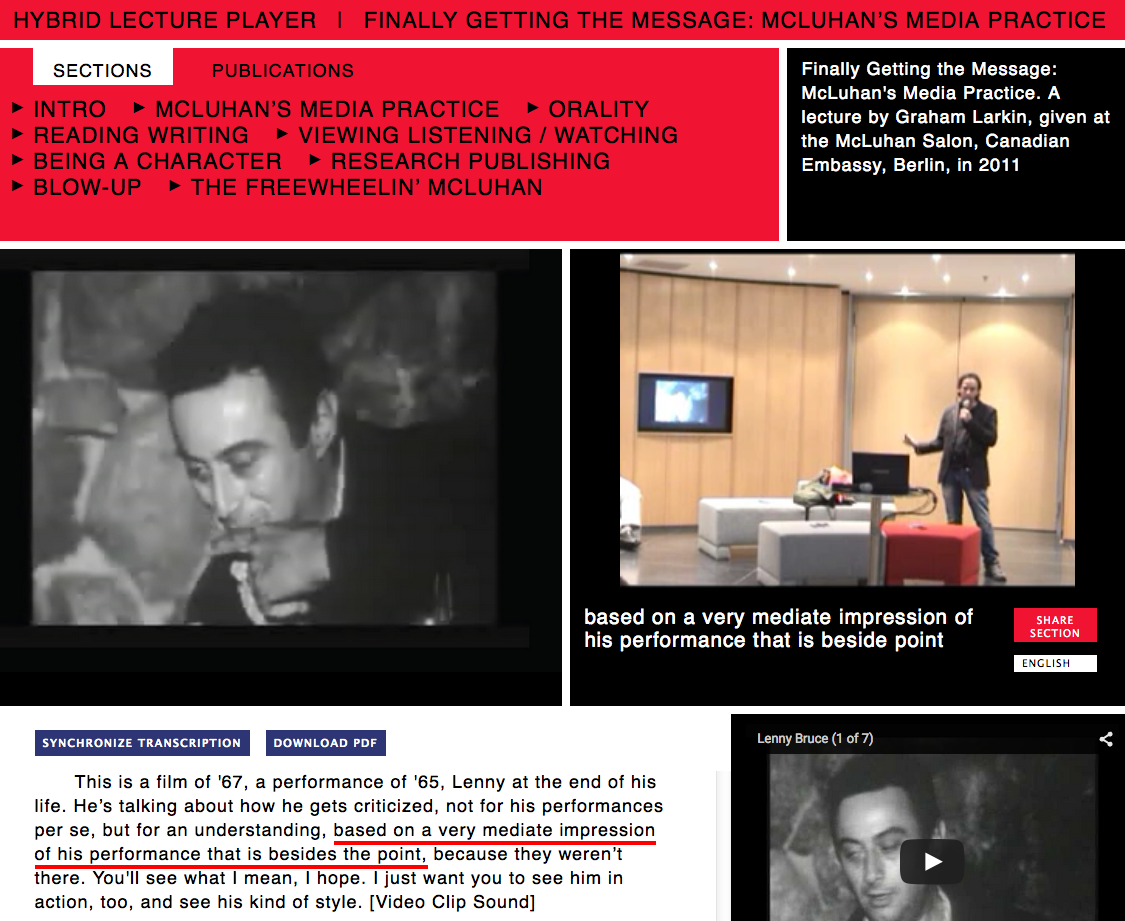 HYBRID LECTURE PLAYER | FINALLY GETTING THE MESSAGE: MCLUHAN'S MEDIA PRACTICE
SECTIONS PUBLICATIONS
INTRO MCLUHAN'S MEDIA PRACTICE ORALITY
READING WRITING VIEWING LISTENING / WATCHING
BEING A CHARACTER RESEARCH PUBLISHING
BLOW-UP THE FREEWHEELIN' MCLUHAN
Finally Getting the Message:
McLuhan's Media Practice. A
lecture by Graham Larkin, given at
the McLuhan Salon, Canadian
Embassy, Berlin, in 2011
based on a very mediate impression of
his performance that is beside point
SHARE
SECTION
ENGLISH
SYNCHRONIZE TRANSCRIPTION DOWNLOAD PDF
This is a film of '67, a performance of '65, Lenny at the end of his
life. He's talking about how he gets criticized, not for his performances
per se, but for an understanding, based on a very mediate impression
of his performance that is besides the point, because they weren't
there. You'll see what I mean, I hope. I just want you to see him in
action, too, and see his kind of style. [Video Clip Sound]
Lenny Bruce (1 of 7)